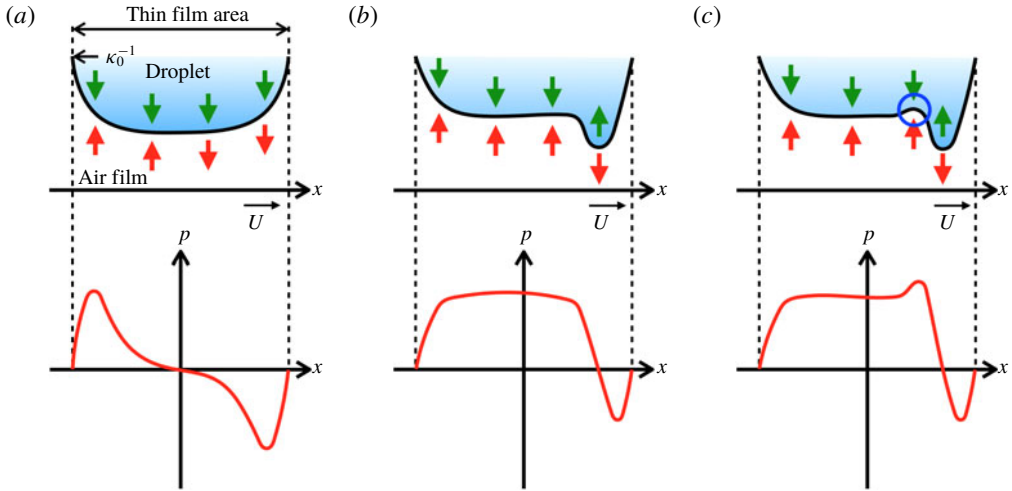 (a)
Thin film area
κ₀⁻¹
Droplet
Air film
x
U
p
x
(b)
x
U
p
x
(c)
x
U
p
x